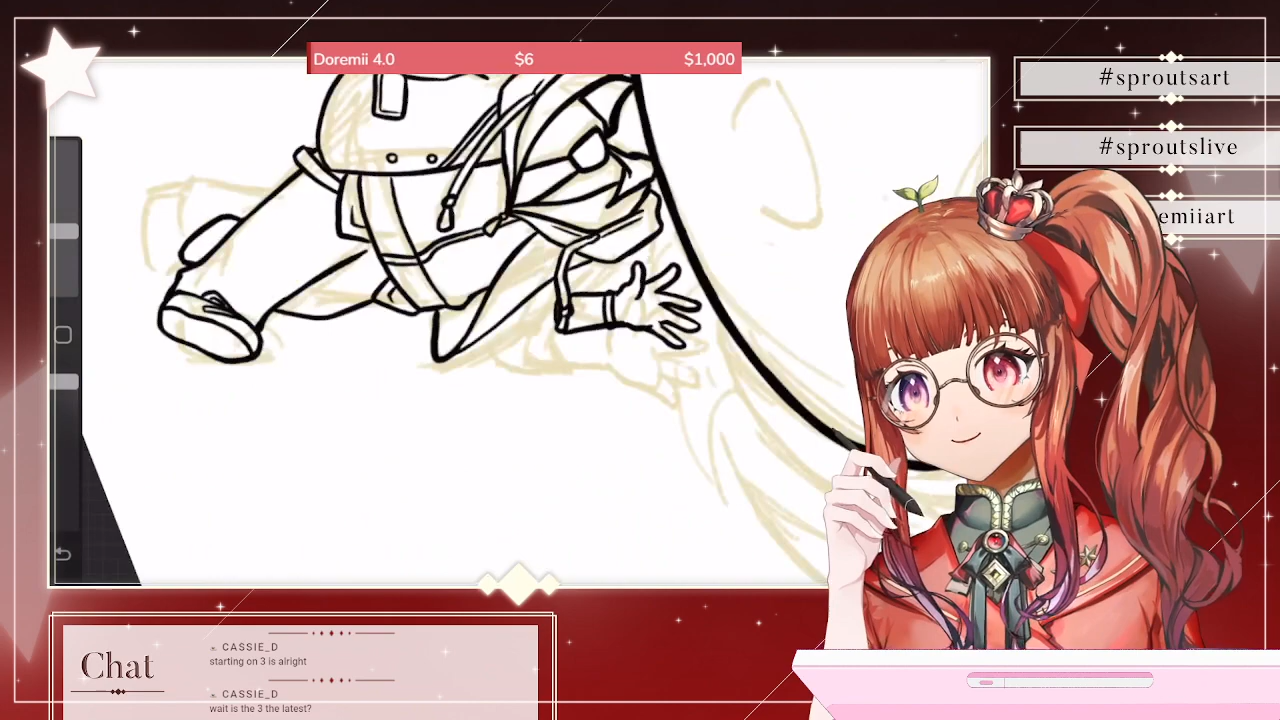 Doremii 4.0 $6 $1,000
#sproutsart
#sproutslive
emiiart
Chat
CASSIE_D
starting on 3 is alright
CASSIE_D
wait is the 3 the latest?